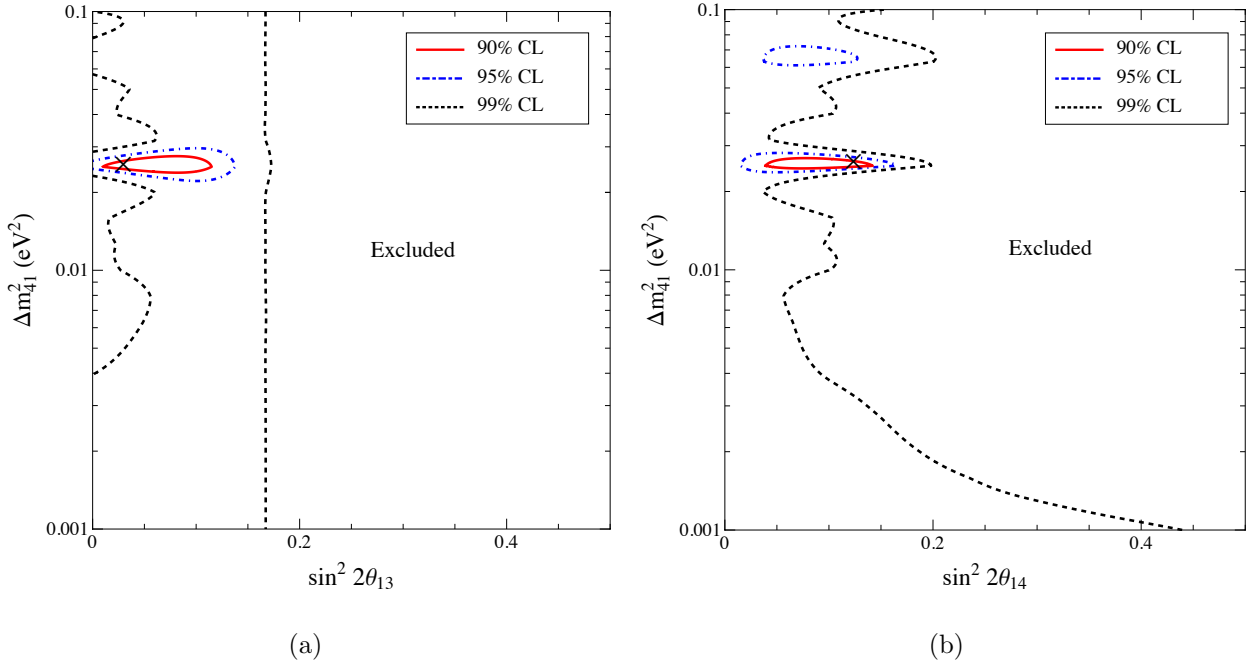 0.1
0.01
0.001
0
0.2
0.4
Δm²₄₁ (eV²)
sin² 2θ₁₃
90% CL
95% CL
99% CL
Excluded
(a)
0.1
0.01
0.001
0
0.2
0.4
Δm²₄₁ (eV²)
sin² 2θ₁₄
90% CL
95% CL
99% CL
Excluded
(b)